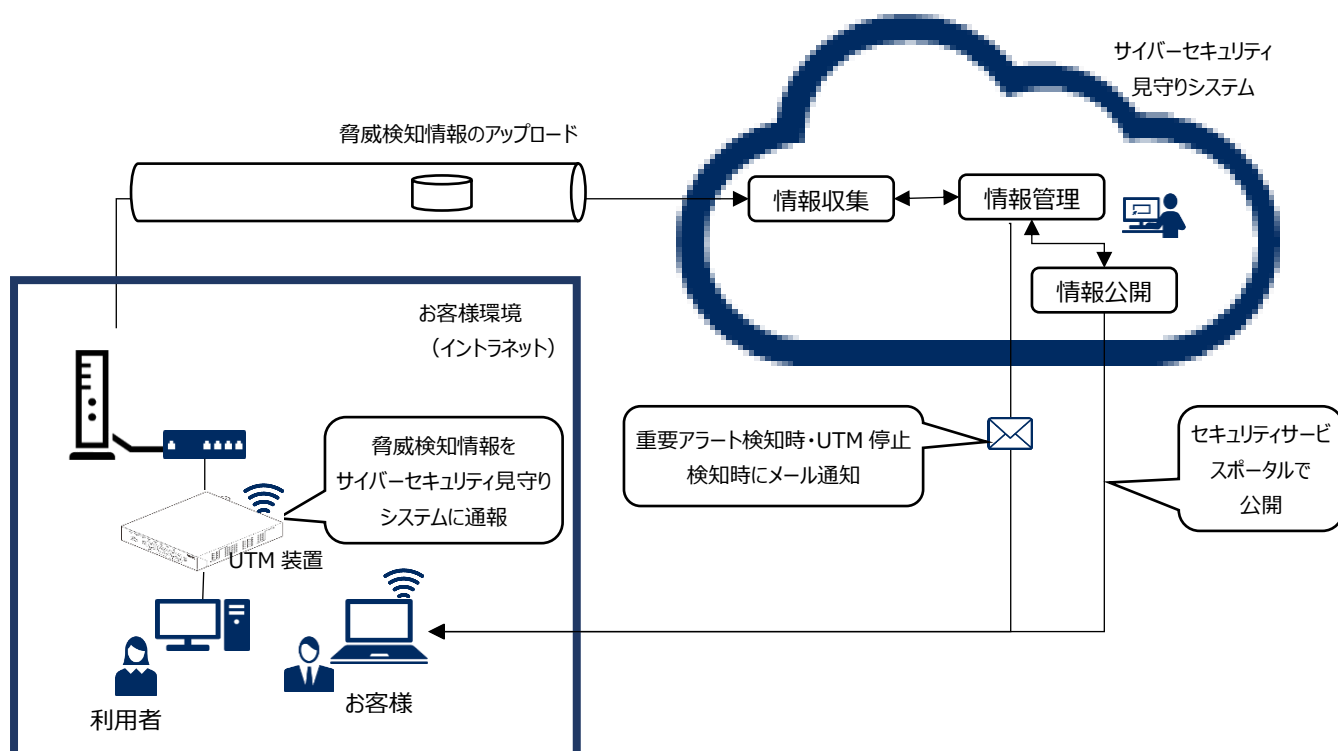 サイバーセキュリティ
見守りシステム
脅威検知情報のアップロード
情報収集
情報管理
情報公開
お客様環境
（イントラネット）
脅威検知情報を
サイバーセキュリティ見守り
システムに通報
UTM 装置
利用者
お客様
重要アラート検知時・UTM 停止
検知時にメール通知
セキュリティサービ
スポータルで
公開